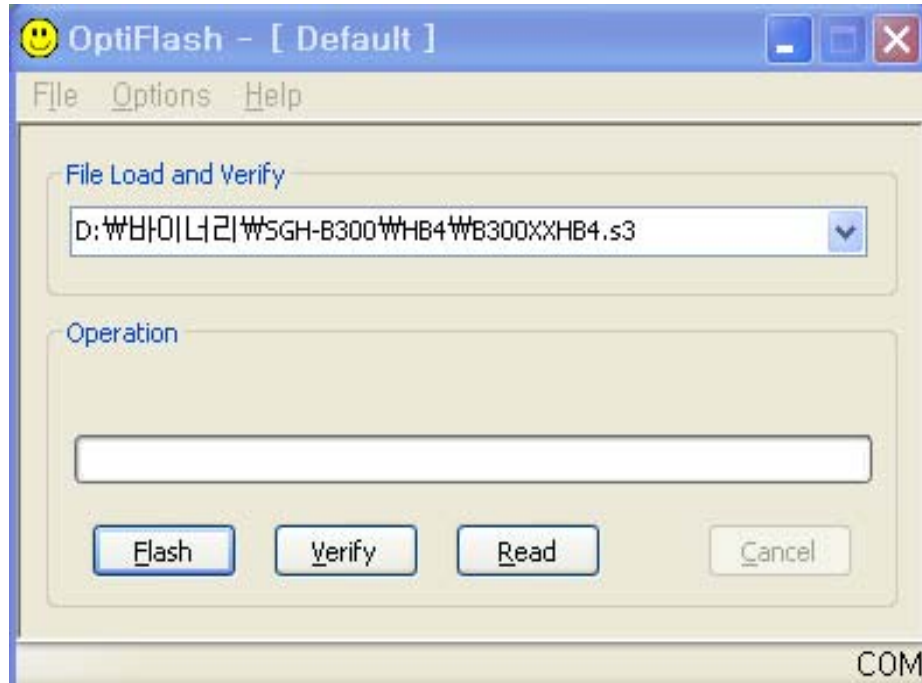 OptiFlash - [ Default ]
File Options Help
File Load and Verify
D:₩바이너리₩SGH-B300₩HB4₩B300XXHB4.s3
Operation
Flash Verify Read Cancel
COM